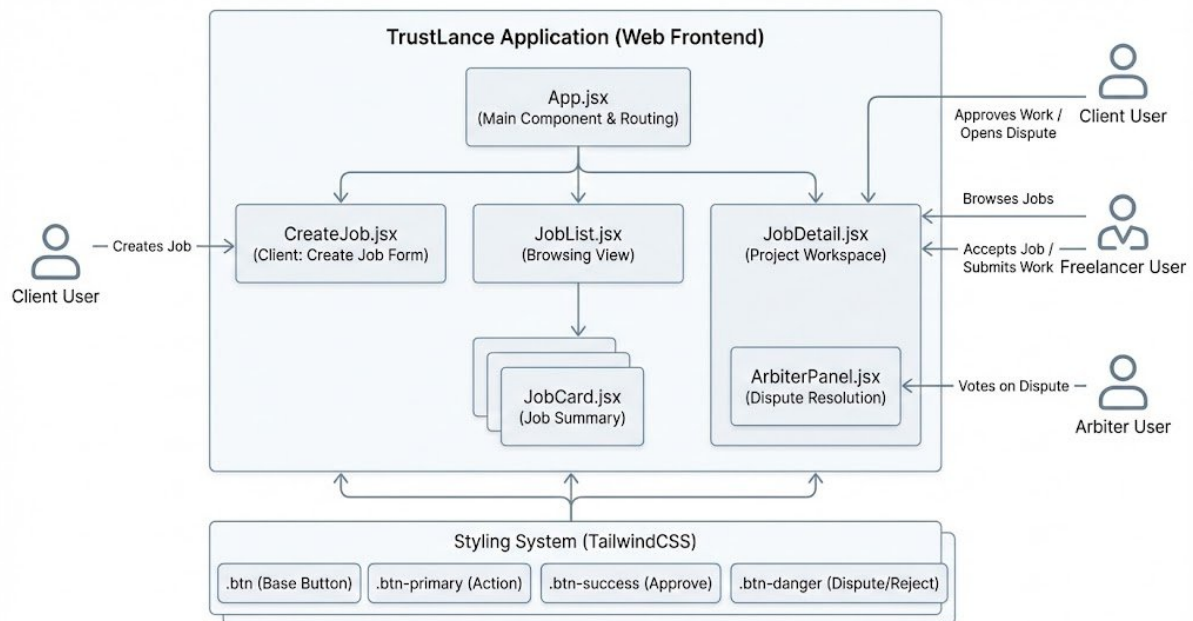 TrustLance Application (Web Frontend)
App.jsx
(Main Component & Routing)
Client User
Approves Work /
Opens Dispute
CreateJob.jsx
(Client: Create Job Form)
JobList.jsx
(Browsing View)
JobDetail.jsx
(Project Workspace)
Browses Jobs
Creates Job
Client User
Accepts Job /
Submits Work
Freelancer User
JobCard.jsx
(Job Summary)
ArbiterPanel.jsx
(Dispute Resolution)
Votes on Dispute
Arbiter User
Styling System (TailwindCSS)
.btn (Base Button)
.btn-primary (Action)
.btn-success (Approve)
.btn-danger (Dispute/Reject)